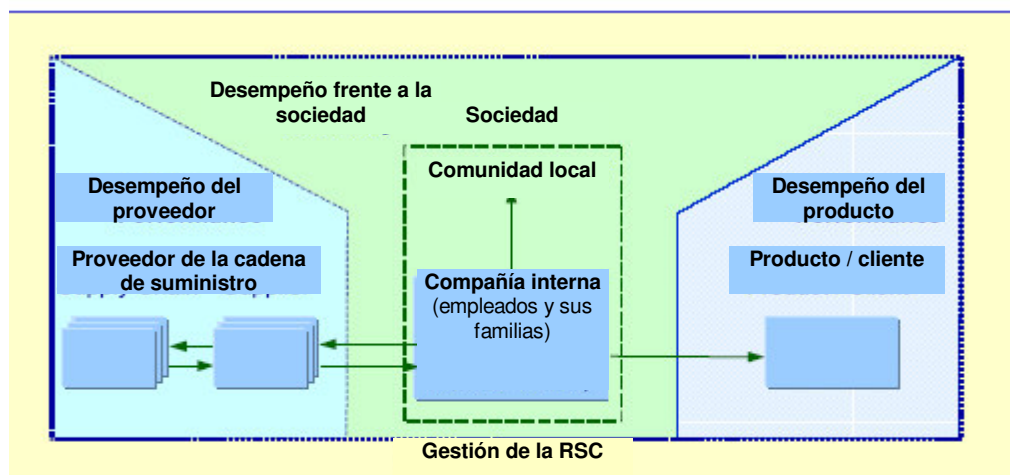 Desempeño frente a la
sociedad
Sociedad
Comunidad local
Desempeño del
proveedor
Desempeño del
producto
Proveedor de la cadena
de suministro
Compañía interna
(empleados y sus
familias)
Producto / cliente
Gestión de la RSC